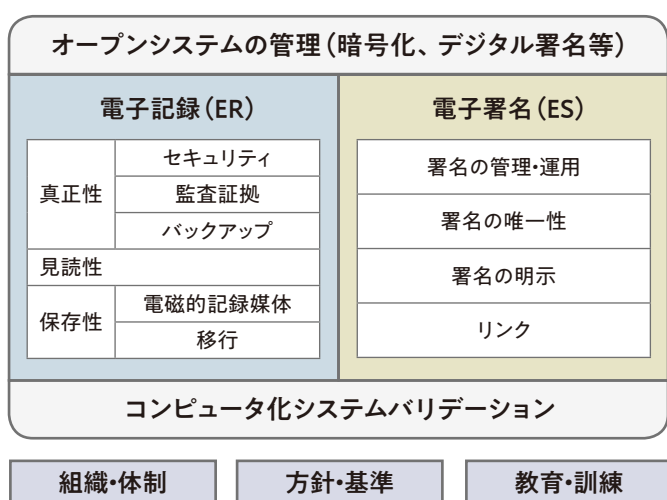 オープンシステムの管理（暗号化、デジタル署名等）
電子記録（ER）
真正性
セキュリティ
監査証拠
バックアップ
見読性
保存性
電磁的記録媒体
移行
電子署名（ES）
署名の管理・運用
署名の唯一性
署名の明示
リンク
コンピュータ化システムバリデーション
組織・体制
方針・基準
教育・訓練